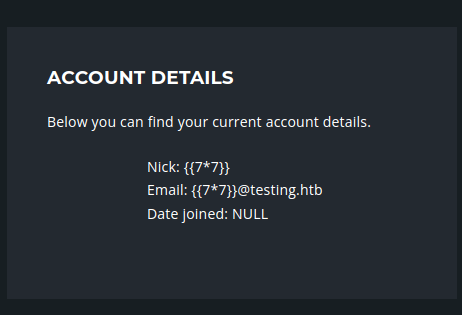 ACCOUNT DETAILS
Below you can find your current account details.
Nick: {{7*7}}
Email: {{7*7}}@testing.htb
Date joined: NULL